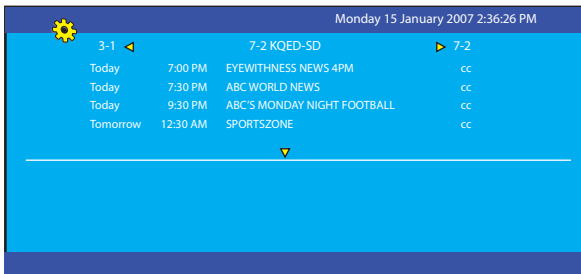 Monday 15 January 2007 2:36:26 PM
3-1 7-2 KQED-SD 7-2
Today 7:00 PM EYEWITHNESS NEWS 4PM cc
Today 7:30 PM ABC WORLD NEWS cc
Today 9:30 PM ABC'S MONDAY NIGHT FOOTBALL cc
Tomorrow 12:30 AM SPORTSZONE cc